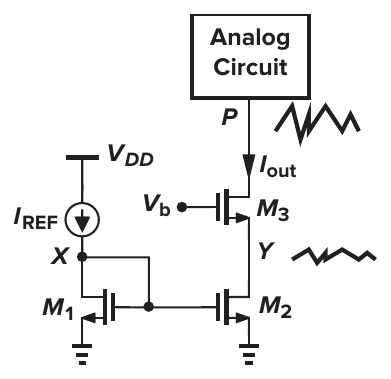 Analog
Circuit
P
V_DD
I_out
I_REF
V_b
M_3
X
Y
M_1
M_2